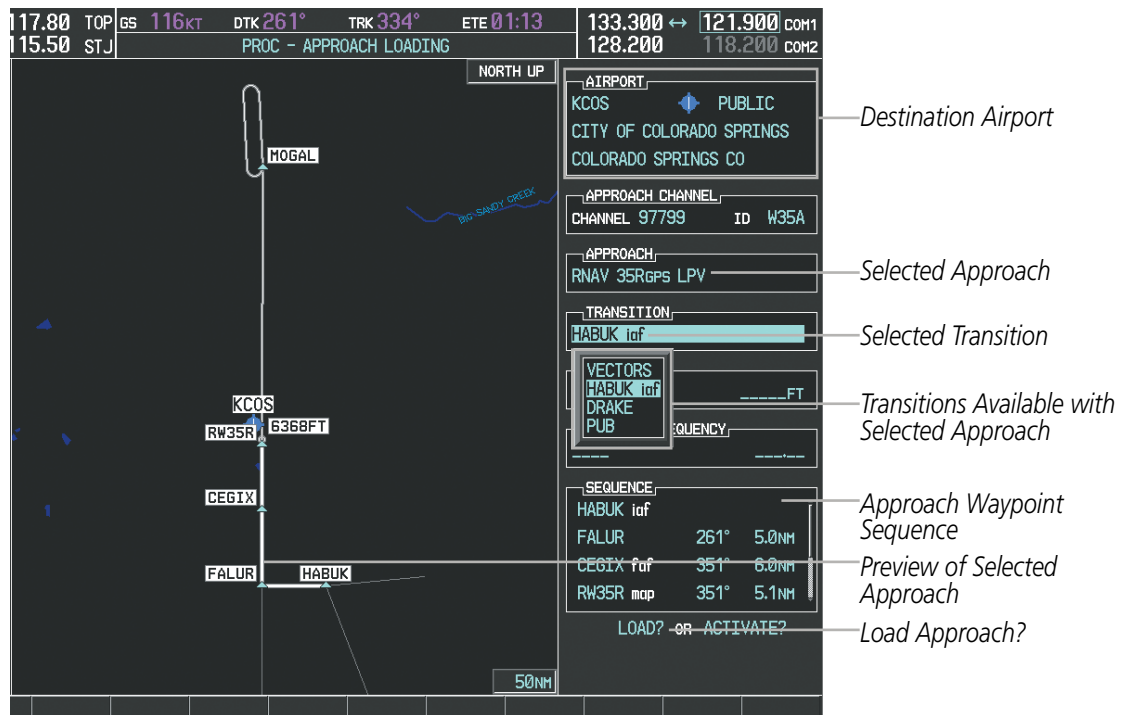 117.80 TOP GS 116KT DTK 261° TRK 334° ETE 01:13 133.300 ↔ 121.900 COM1
115.50 STJ PROC - APPROACH LOADING 128.200 118.200 COM2
NORTH UP
AIRPORT
KCOS PUBLIC
CITY OF COLORADO SPRINGS
COLORADO SPRINGS CO
Destination Airport
MOGAL
BIG SANDY CREEK
APPROACH CHANNEL
CHANNEL 97799 ID W35A
APPROACH
RNAV 35RGPS LPV
Selected Approach
TRANSITION
HABUK iaf
Selected Transition
VECTORS
HABUK iaf
DRAKE
PUB
_____FT
Transitions Available with
Selected Approach
KCOS
RW35R
6368FT
QUENCY
____ ___.__
CEGIX
SEQUENCE
HABUK iaf
FALUR 261° 5.0NM
CEGIX faf 351° 6.0NM
RW35R map 351° 5.1NM
Approach Waypoint
Sequence
FALUR HABUK
Preview of Selected
Approach
LOAD? OR ACTIVATE?
Load Approach?
50NM